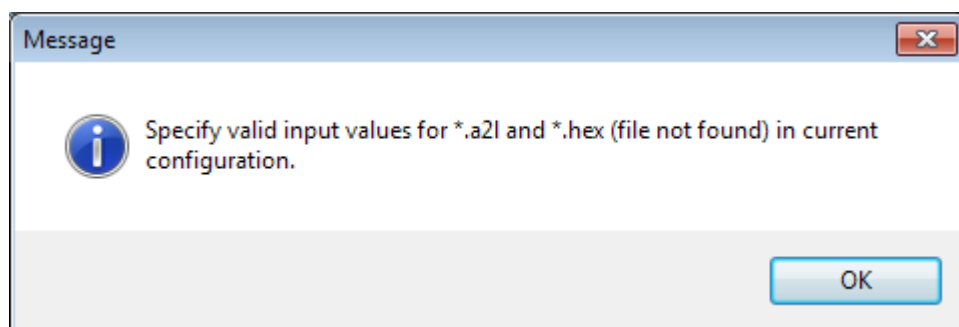 Message
Specify valid input values for *.a2l and *.hex (file not found) in current
configuration.
OK